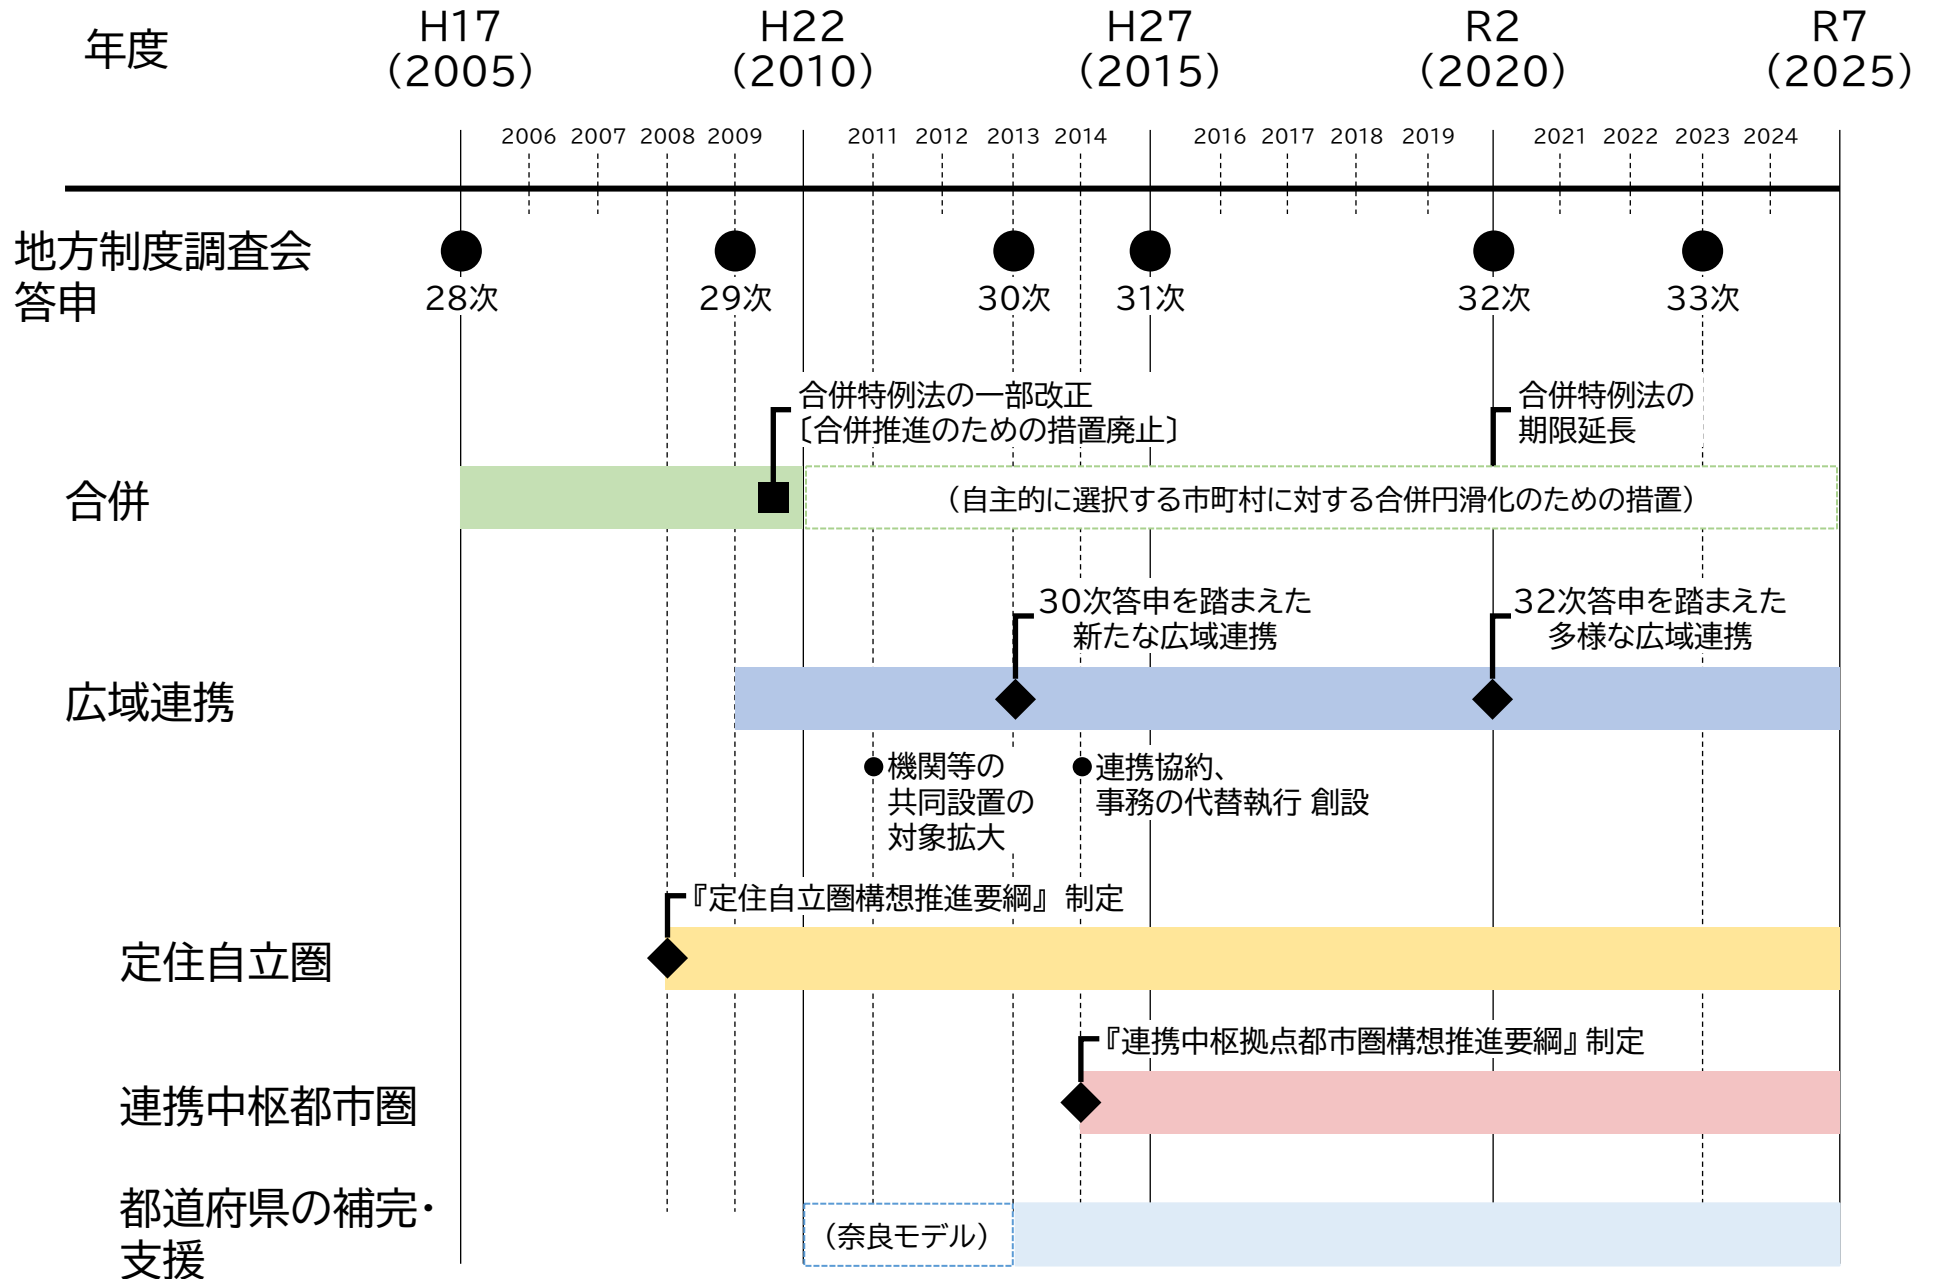 年度
H17
（2005）
H22
（2010）
H27
（2015）
R2
（2020）
R7
（2025）
2006 2007 2008 2009 2011 2012 2013 2014 2016 2017 2018 2019 2021 2022 2023 2024
地方制度調査会
答申
28次 29次 30次 31次 32次 33次
合併特例法の一部改正
〔合併推進のための措置廃止〕
合併特例法の
期限延長
合併
（自主的に選択する市町村に対する合併円滑化のための措置）
30次答申を踏まえた
新たな広域連携
32次答申を踏まえた
多様な広域連携
広域連携
機関等の
共同設置の
対象拡大
連携協約、
事務の代替執行 創設
『定住自立圏構想推進要綱』 制定
定住自立圏
『連携中枢拠点都市圏構想推進要綱』 制定
連携中枢都市圏
都道府県の補完・
支援
（奈良モデル）